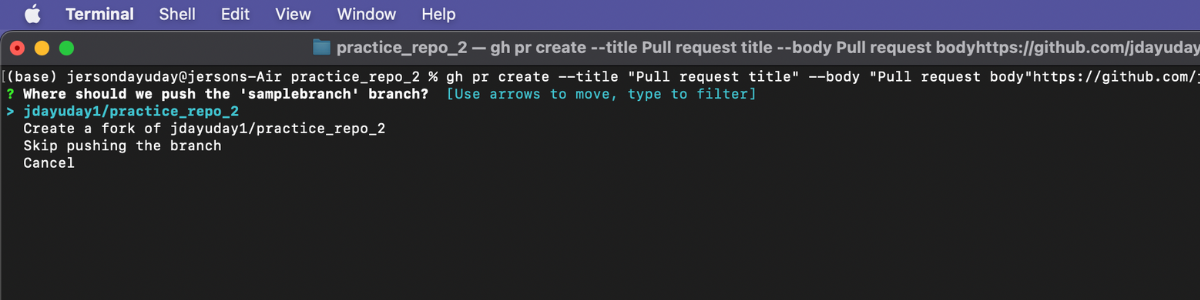 Terminal Shell Edit View Window Help
practice_repo_2 — gh pr create --title Pull request title --body Pull request bodyhttps://github.com/jdayuday
[(base) jersondayuday@jersons-Air practice_repo_2 % gh pr create --title "Pull request title" --body "Pull request body"https://github.com/j
? Where should we push the 'samplebranch' branch? [Use arrows to move, type to filter]
> jdayuday1/practice_repo_2
Create a fork of jdayuday1/practice_repo_2
Skip pushing the branch
Cancel